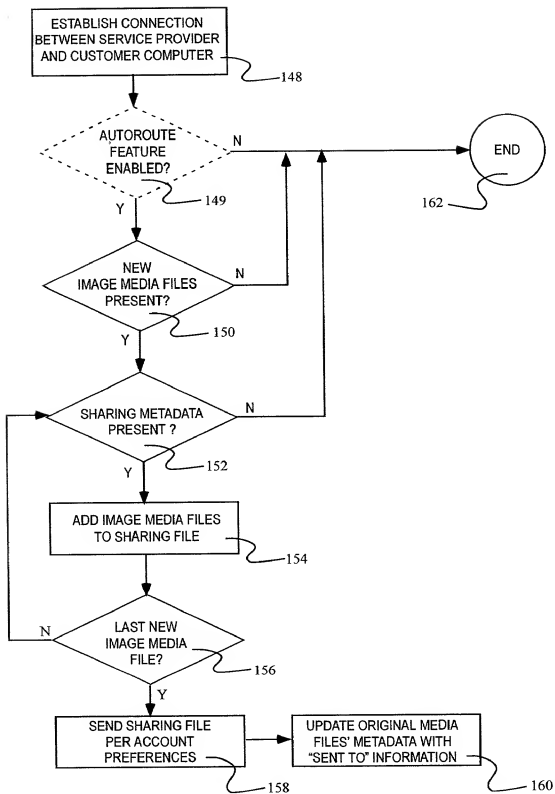 ESTABLISH CONNECTION
BETWEEN SERVICE PROVIDER
AND CUSTOMER COMPUTER
148
AUTOROUTE
FEATURE
ENABLED?
N
149
Y
END
162
NEW
IMAGE MEDIA FILES
PRESENT?
N
150
Y
SHARING METADATA
PRESENT ?
N
152
Y
ADD IMAGE MEDIA FILES
TO SHARING FILE
154
LAST NEW
IMAGE MEDIA
FILE?
N
156
Y
SEND SHARING FILE
PER ACCOUNT
PREFERENCES
158
UPDATE ORIGINAL MEDIA
FILES' METADATA WITH
"SENT TO" INFORMATION
160